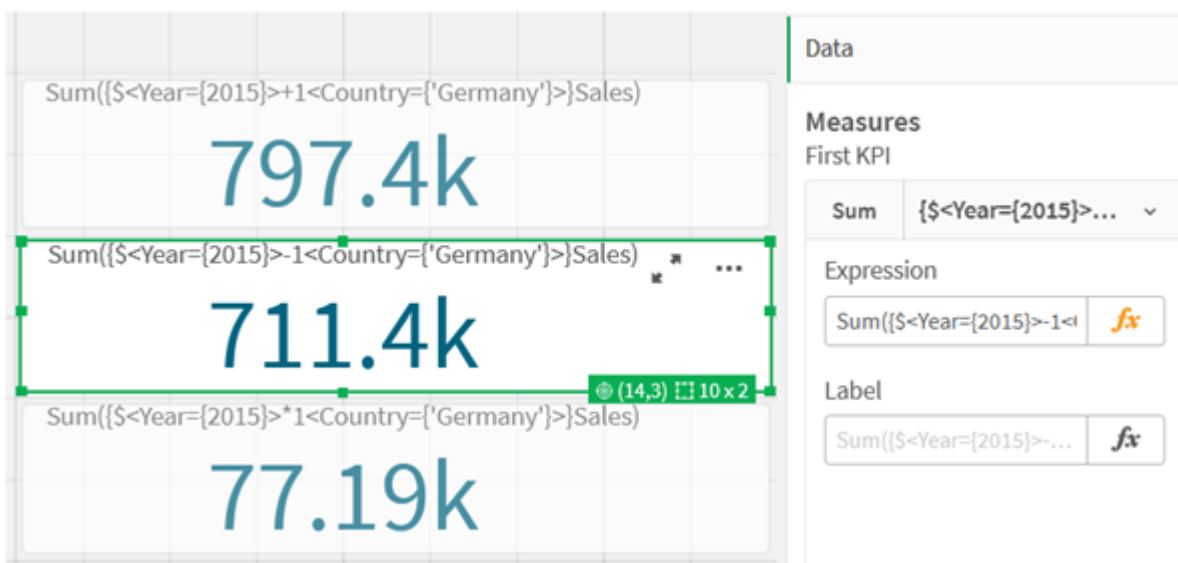 Sum({$<Year={2015}>+1<Country={'Germany'}>}Sales)
797.4k
Sum({$<Year={2015}>-1<Country={'Germany'}>}Sales)
711.4k
(14,3) 10 x 2
Sum({$<Year={2015}>*1<Country={'Germany'}>}Sales)
77.19k
Data
Measures
First KPI
Sum {$<Year={2015}>...
Expression
Sum({$<Year={2015}>-1<( fx
Label
Sum({$<Year={2015}>-... fx